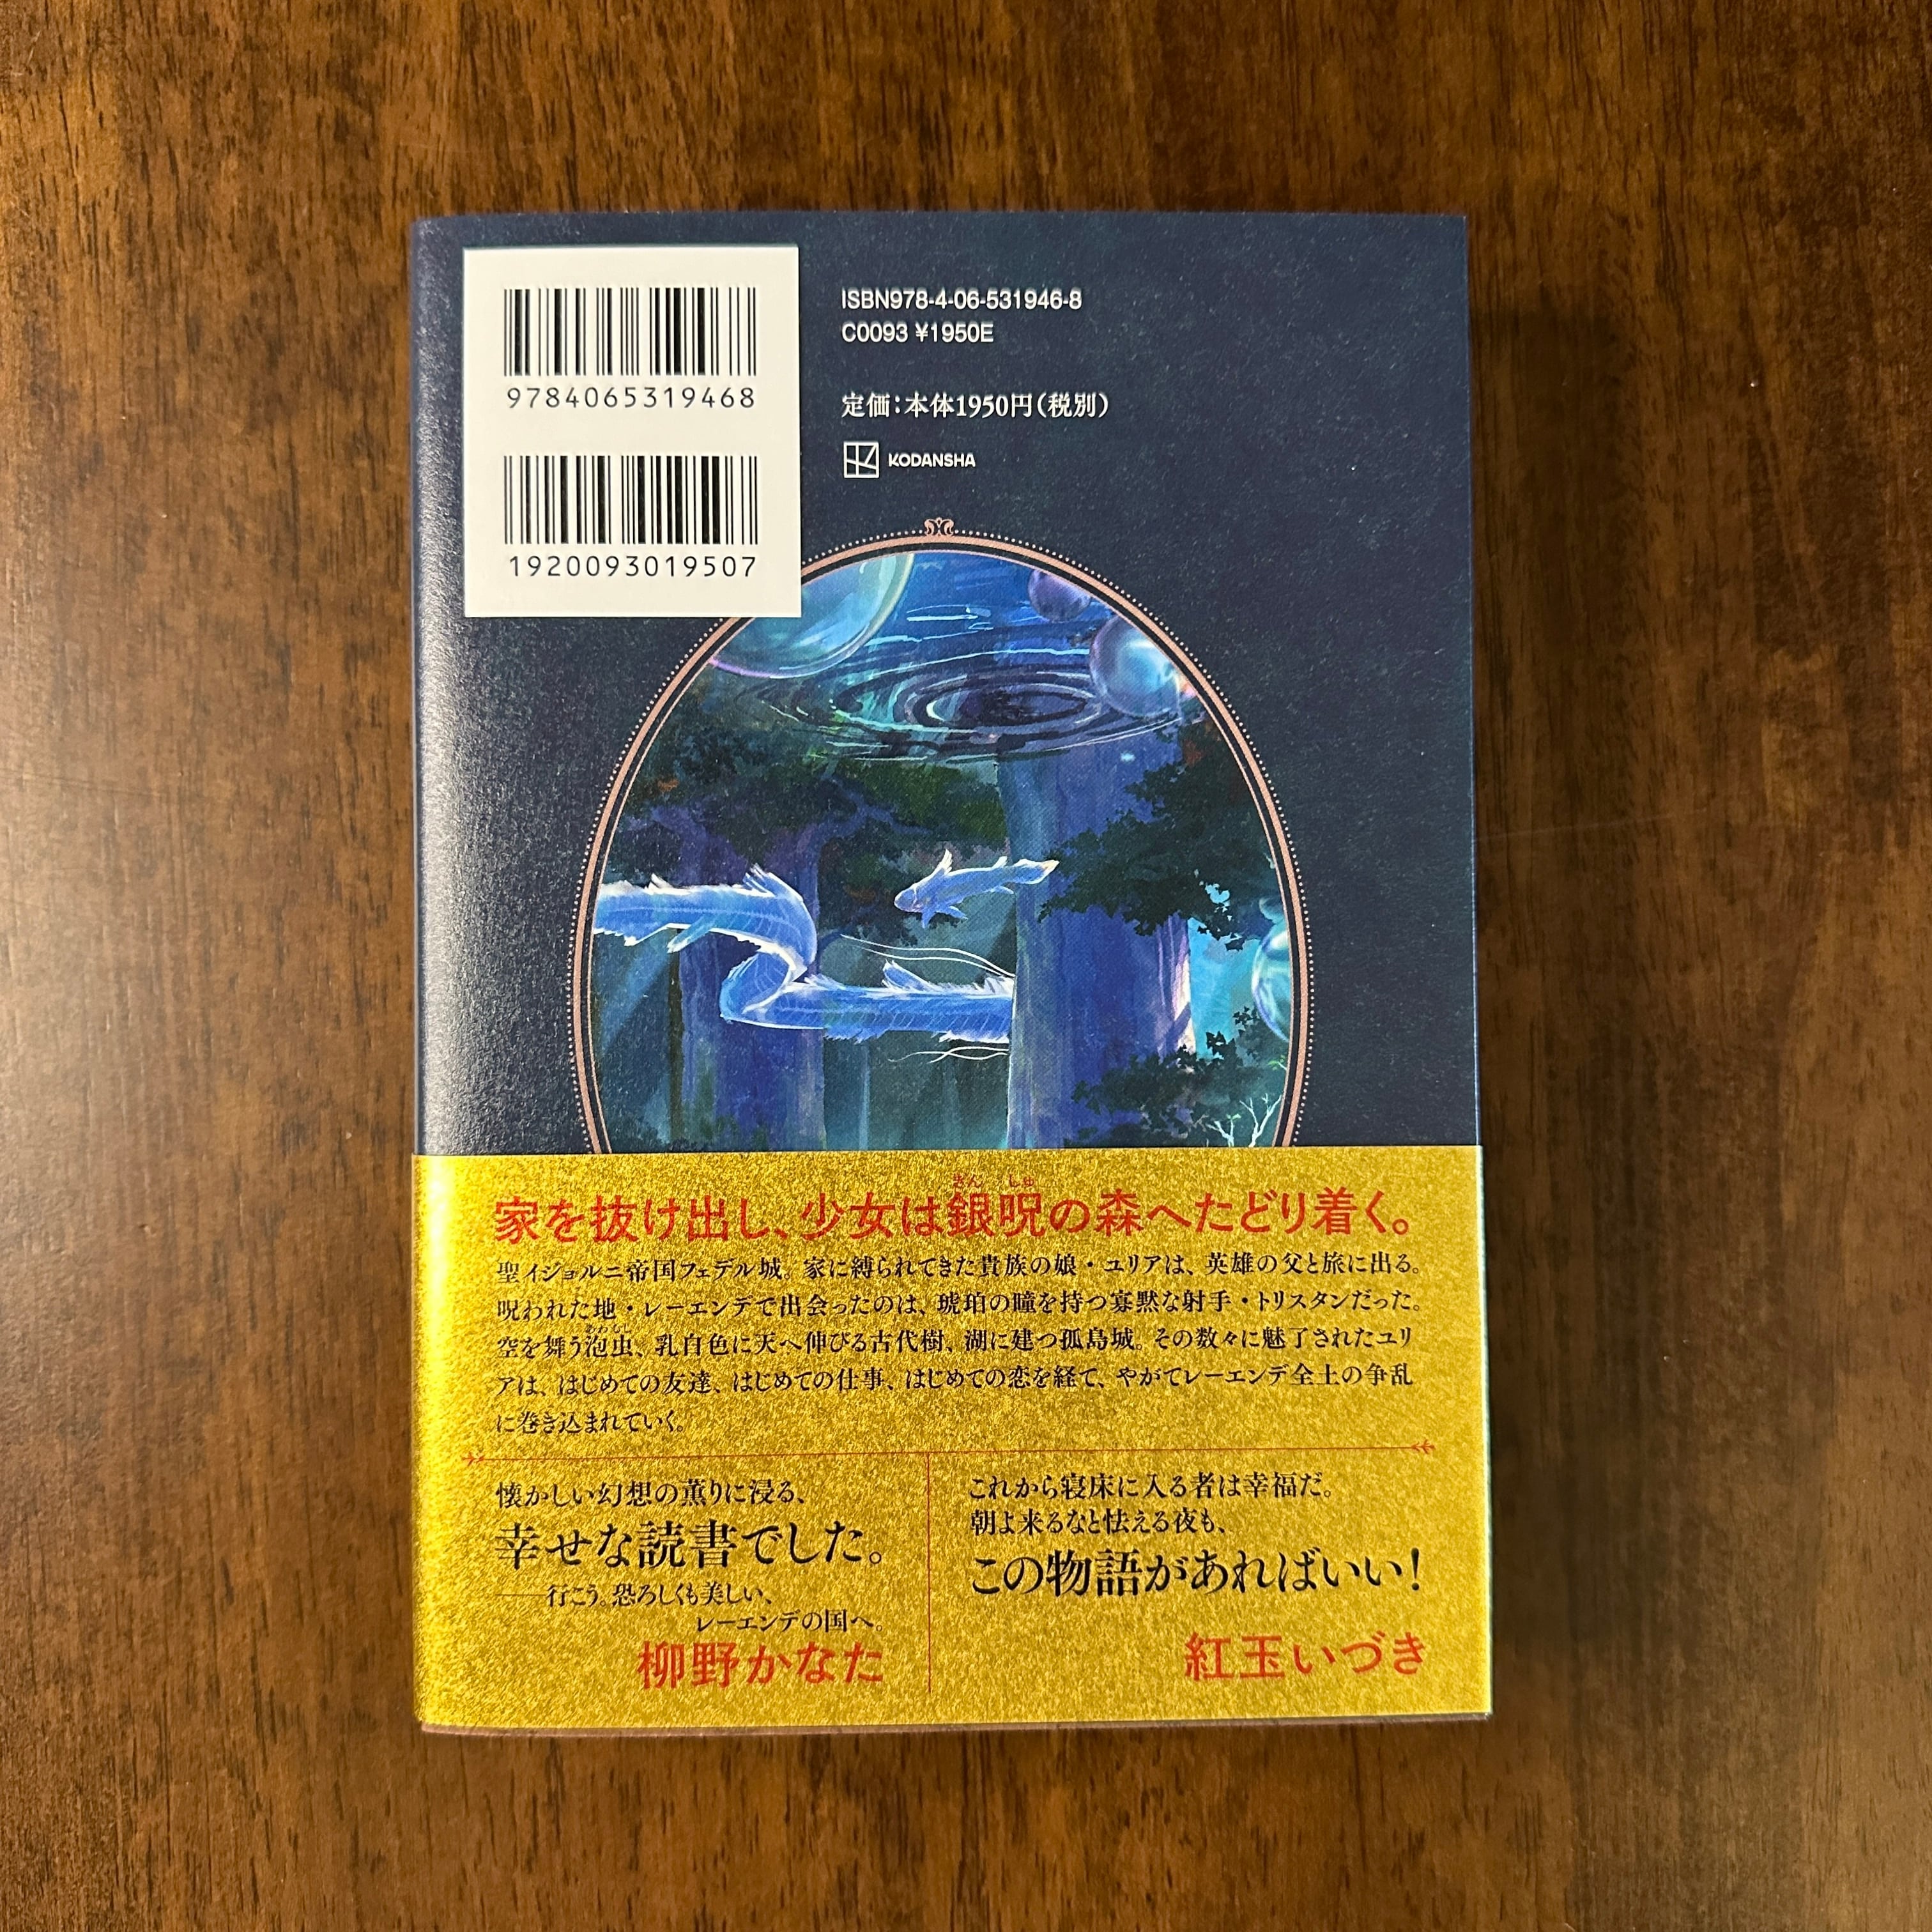 9784065319468
1920093019507
ISBN978-4-06-531946-8
C0093 ¥1950E
定価：本体1950円（税別）
KODANSHA
家を抜け出し、少女は銀呪の森へたどり着く。
ぎん しゅ
聖イジョルニ帝国フェデル城。家に縛られてきた貴族の娘・ユリアは、英雄の父と旅に出る。
呪われた地・レーエンデで出会ったのは、琥珀の瞳を持つ寡黙な射手・トリスタンだった。
空を舞う泡虫、乳白色に天へ伸びる古代樹、湖に建つ孤島城。その数々に魅了されたユリ
あわむし
アは、はじめての友達、はじめての仕事、はじめての恋を経て、やがてレーエンデ全土の争乱
に巻き込まれていく。
懐かしい幻想の薫りに浸る、
幸せな読書でした。
──行こう。恐ろしくも美しい、
レーエンデの国へ。
柳野かなた
これから寝床に入る者は幸福だ。
朝よ来るなと怯える夜も、
この物語があればいい！
紅玉いづき